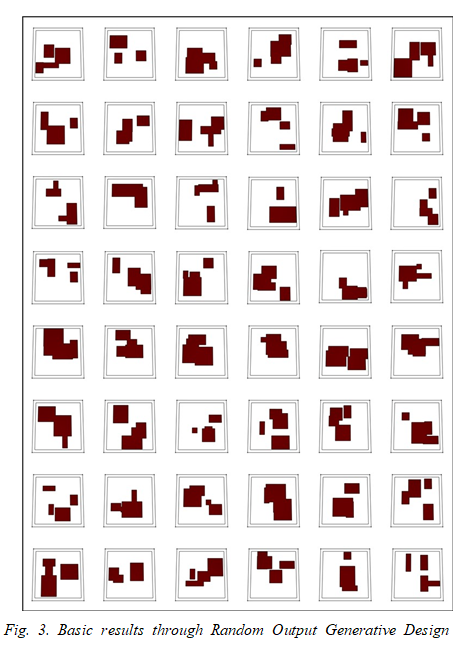 Fig. 3. Basic results through Random Output Generative Design